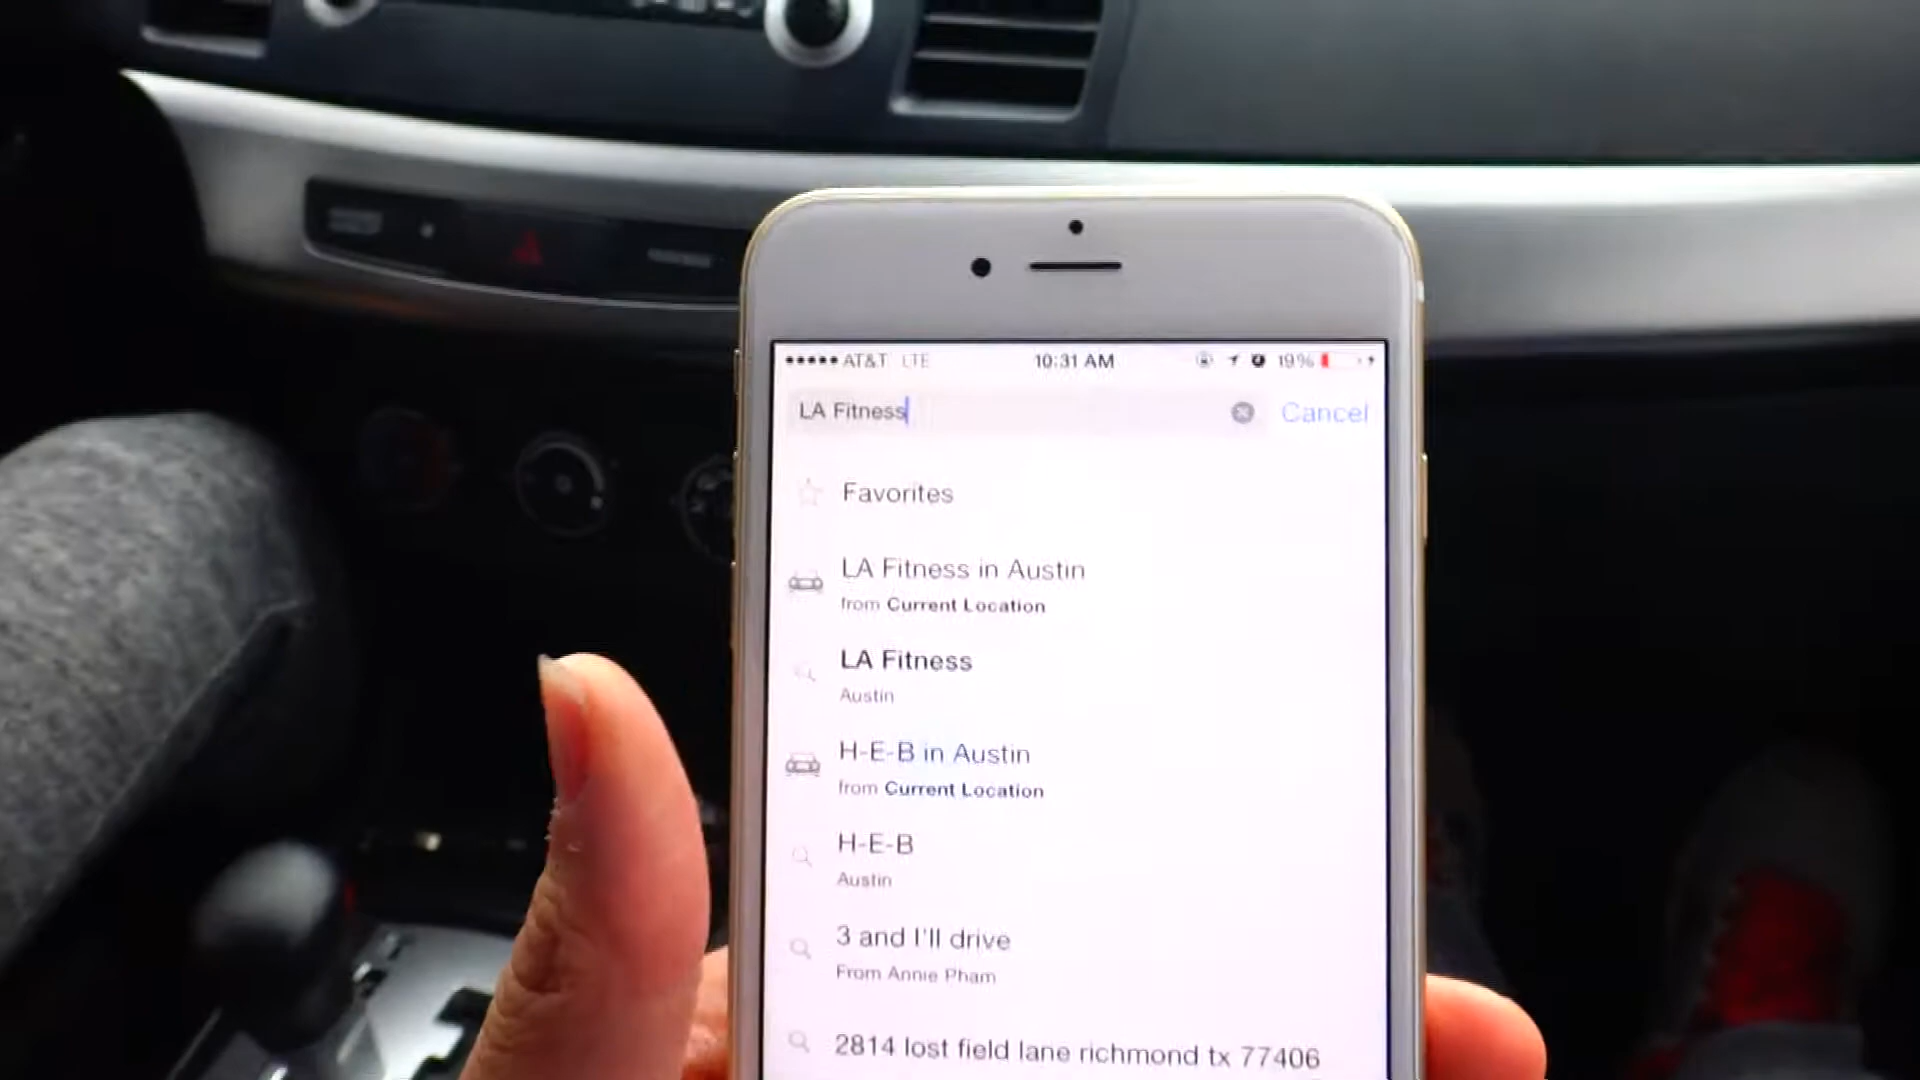 AT&T LTE 10:31 AM 19%
LA Fitness Cancel
Favorites
LA Fitness in Austin
from Current Location
LA Fitness
Austin
H-E-B in Austin
from Current Location
H-E-B
Austin
3 and I'll drive
From Annie Pham
2814 lost field lane richmond tx 77406